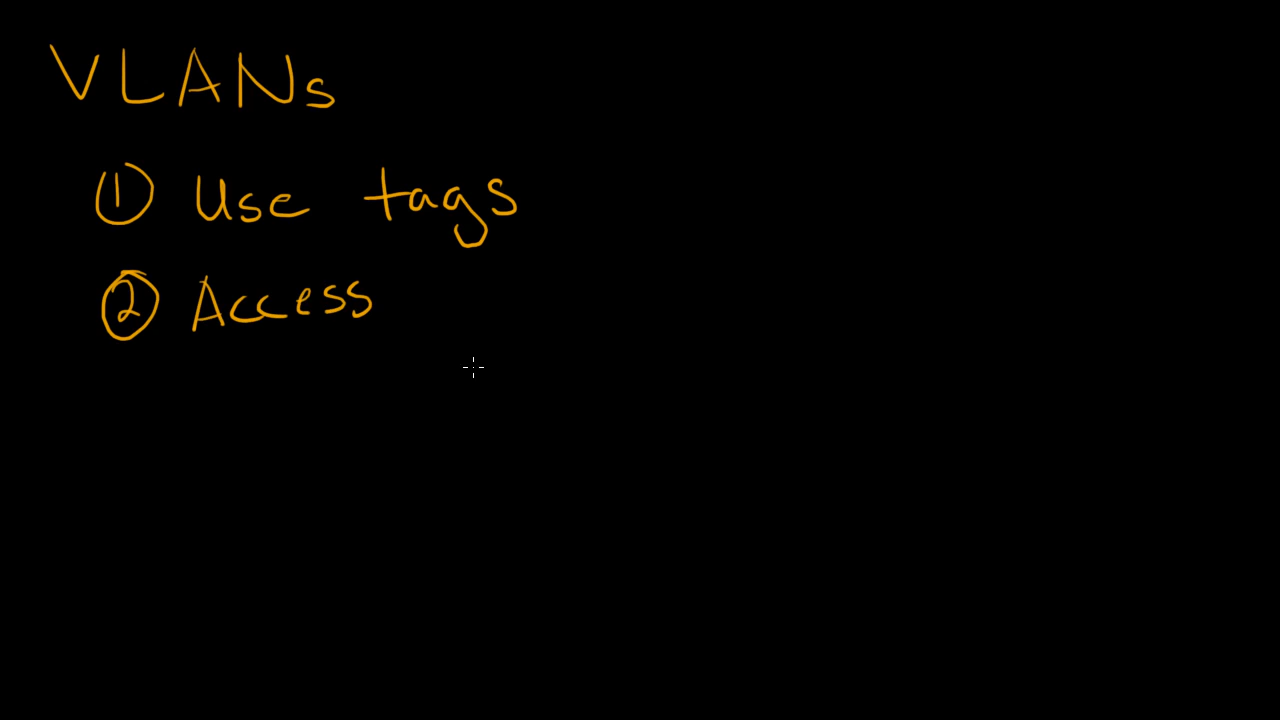 VLANs
① Use tags
② Access